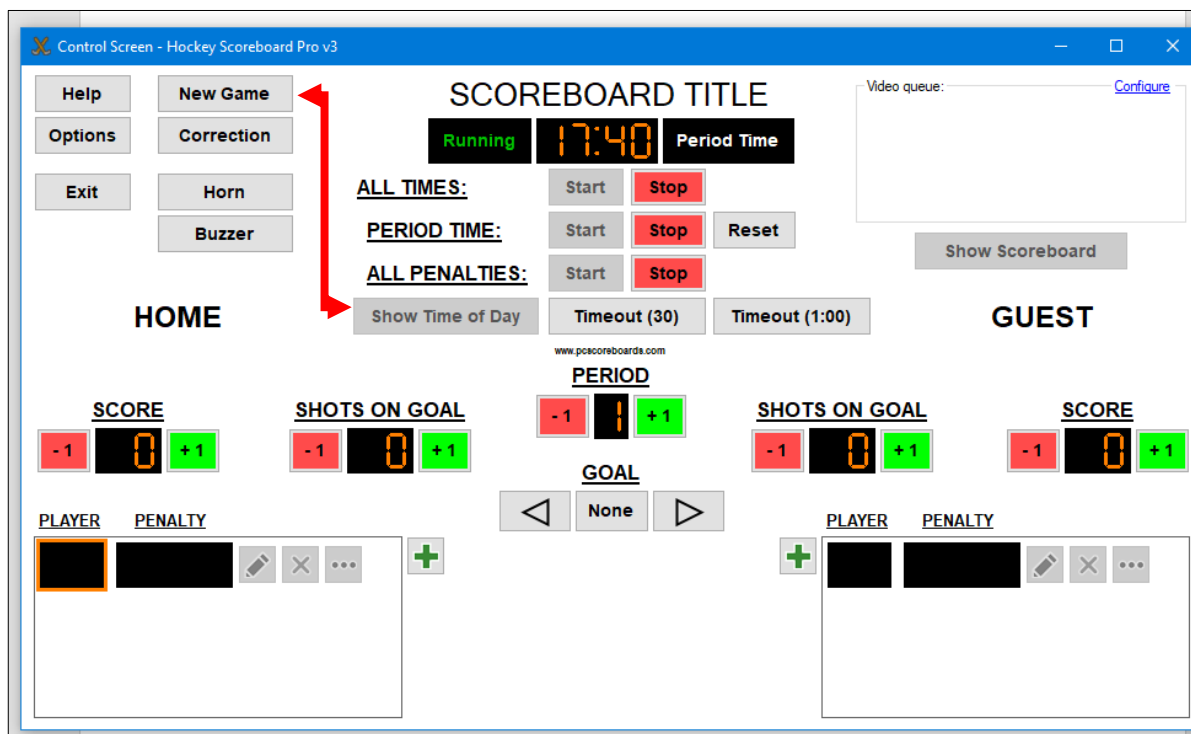 Control Screen - Hockey Scoreboard Pro v3
Help New Game SCOREBOARD TITLE Video queue: Configure
Options Correction Running 17:40 Period Time
Exit Horn ALL TIMES: Start Stop
Buzzer PERIOD TIME: Start Stop Reset
Show Scoreboard
ALL PENALTIES: Start Stop
HOME Show Time of Day Timeout (30) Timeout (1:00) GUEST
www.pcscoreboards.com
PERIOD
- 1 1 + 1
SCORE SHOTS ON GOAL SHOTS ON GOAL SCORE
- 1 0 + 1 - 1 0 + 1 - 1 0 + 1 - 1 0 + 1
GOAL
None
PLAYER PENALTY PLAYER PENALTY